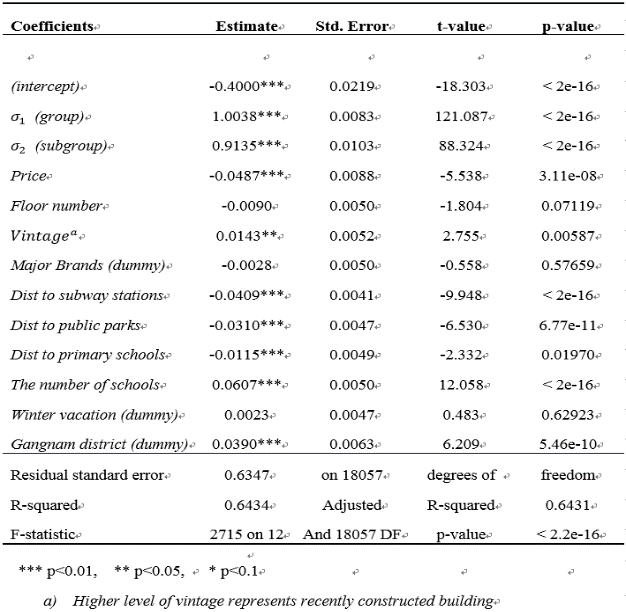 Coefficients Estimate Std. Error t-value p-value
(intercept) -0.4000*** 0.0219 -18.303 < 2e-16
σ₁ (group) 1.0038*** 0.0083 121.087 < 2e-16
σ₂ (subgroup) 0.9135*** 0.0103 88.324 < 2e-16
Price -0.0487*** 0.0088 -5.538 3.11e-08
Floor number -0.0090 0.0050 -1.804 0.07119
Vintageᵃ 0.0143** 0.0052 2.755 0.00587
Major Brands (dummy) -0.0028 0.0050 -0.558 0.57659
Dist to subway stations -0.0409*** 0.0041 -9.948 < 2e-16
Dist to public parks -0.0310*** 0.0047 -6.530 6.77e-11
Dist to primary schools -0.0115*** 0.0049 -2.332 0.01970
The number of schools 0.0607*** 0.0050 12.058 < 2e-16
Winter vacation (dummy) 0.0023 0.0047 0.483 0.62923
Gangnam district (dummy) 0.0390*** 0.0063 6.209 5.46e-10
Residual standard error 0.6347 on 18057 degrees of freedom
R-squared 0.6434 Adjusted R-squared 0.6431
F-statistic 2715 on 12 And 18057 DF p-value < 2.2e-16
*** p<0.01, ** p<0.05, * p<0.1
a) Higher level of vintage represents recently constructed building